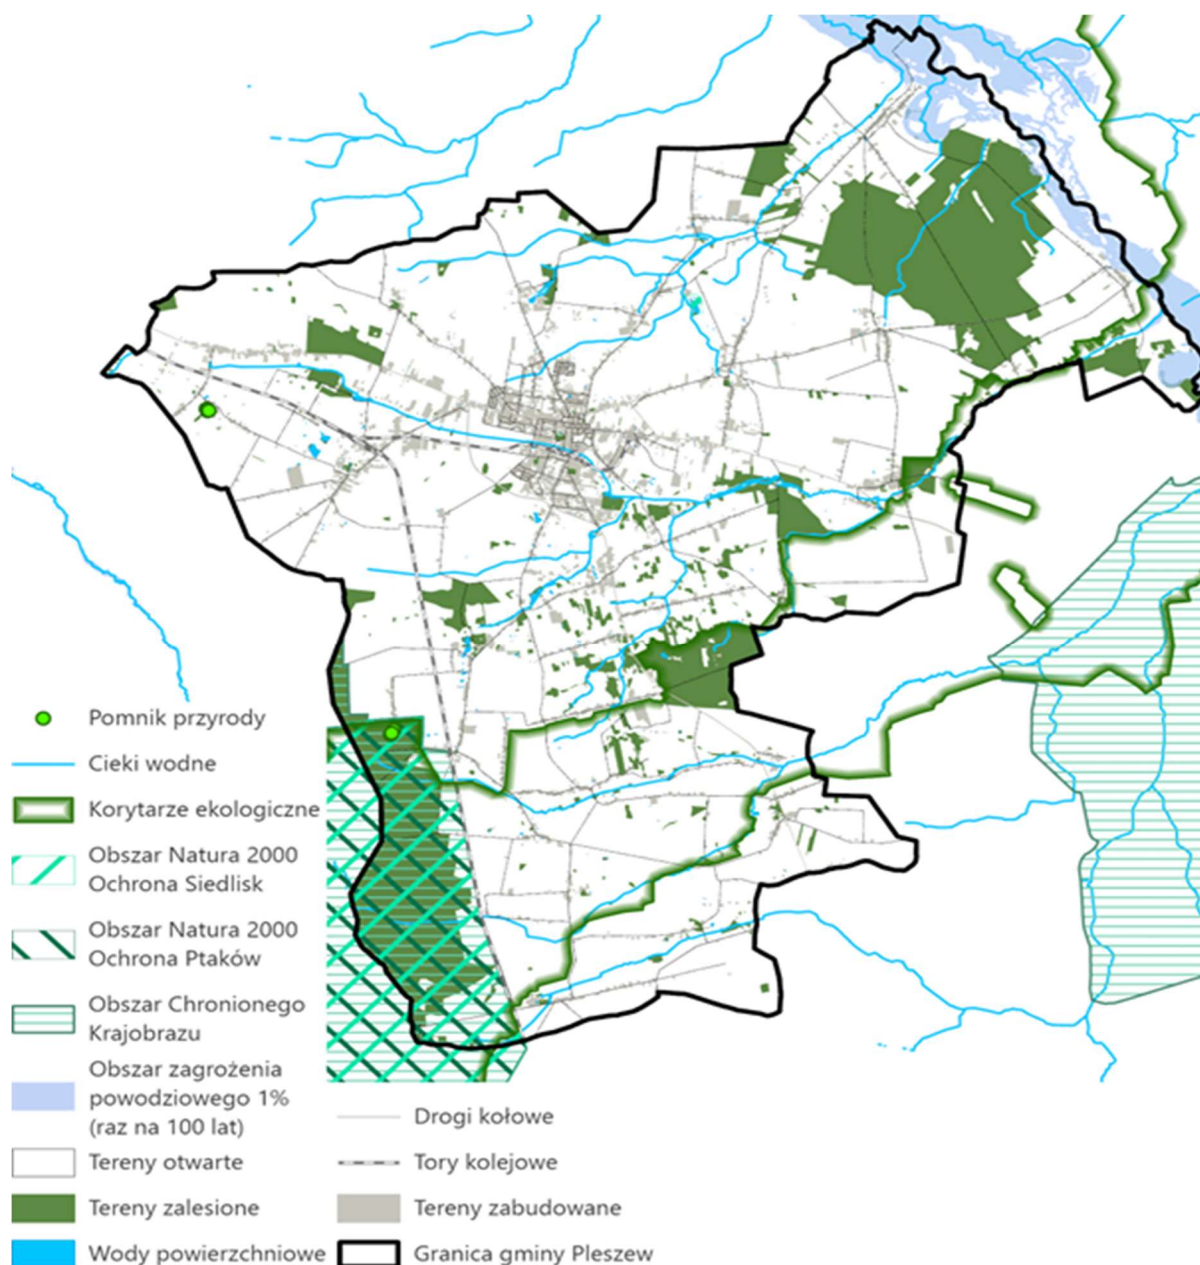 Pomnik przyrody
Cieki wodne
Korytarze ekologiczne
Obszar Natura 2000
Ochrona Siedlisk
Obszar Natura 2000
Ochrona Ptaków
Obszar Chronionego
Krajobrazu
Obszar zagrożenia
powodziowego 1%
(raz na 100 lat)
Tereny otwarte
Tereny zalesione
Wody powierzchniowe
Drogi kołowe
Tory kolejowe
Tereny zabudowane
Granica gminy Pleszew